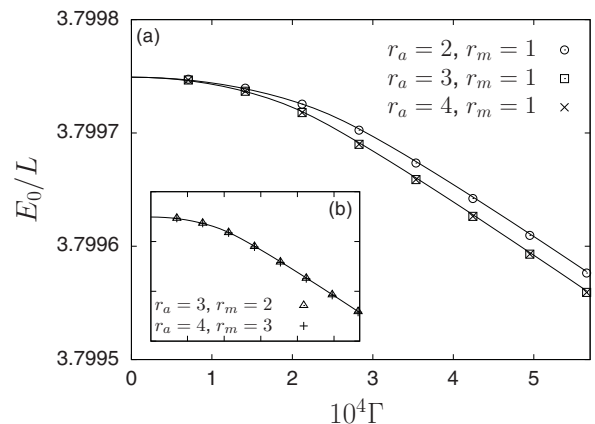 3.7998
(a)
r_a = 2, r_m = 1
r_a = 3, r_m = 1
r_a = 4, r_m = 1
3.7997
E_0/L
(b)
3.7996
r_a = 3, r_m = 2
r_a = 4, r_m = 3
3.7995
0 1 2 3 4 5
10^4Γ